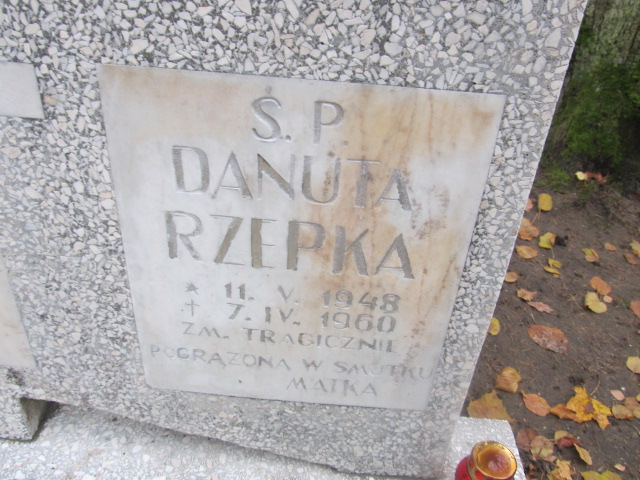 Ś. P.
DANUTA
RZEPKA
* 11. V. 1948
† 7. IV. 1960
ZM. TRAGICZNIE
POGRĄŻONA W SMUTKU
MATKA